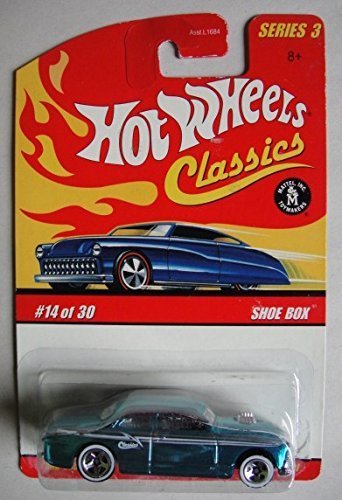 Asst.L1684
SERIES 3
8+
HOT WHEELS
Classics
MATTEL, INC.
M
TOYMAKERS
#14 of 30
SHOE BOX
Classics